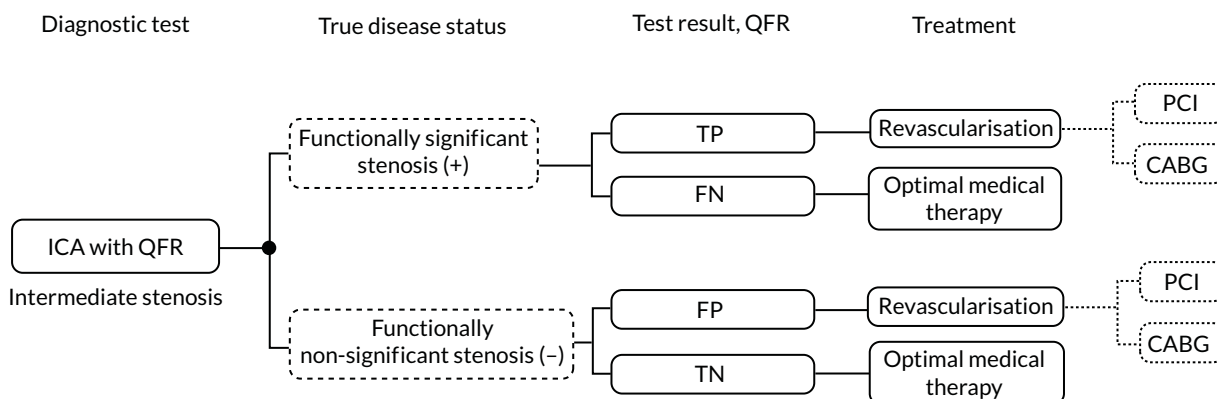 Diagnostic test
True disease status
Test result, QFR
Treatment
PCI
Functionally significant
stenosis (+)
TP
Revascularisation
CABG
FN
Optimal medical
therapy
ICA with QFR
Intermediate stenosis
PCI
FP
Revascularisation
Functionally
non-significant stenosis (–)
CABG
TN
Optimal medical
therapy